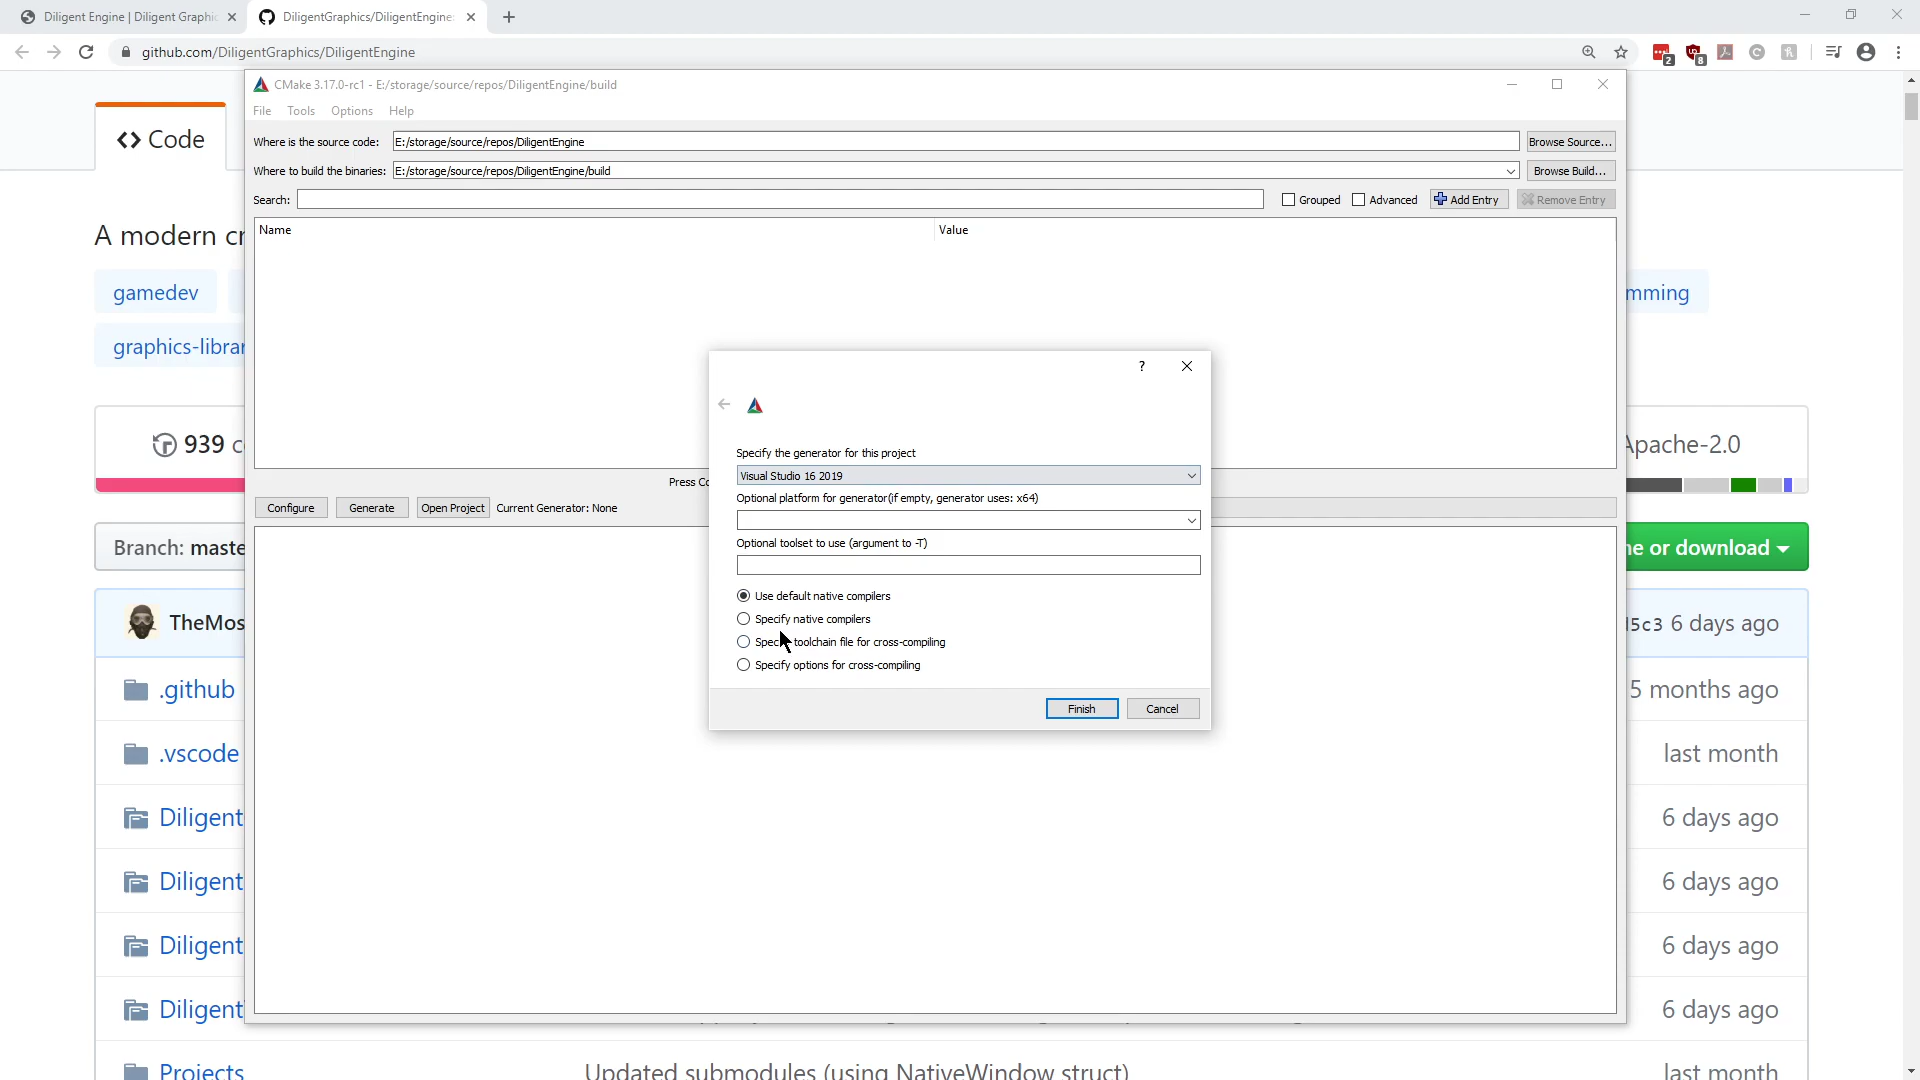 Diligent Engine | Diligent Graphic
DiligentGraphics/DiligentEngine:
github.com/DiligentGraphics/DiligentEngine
2
8
CMake 3.17.0-rc1 - E:/storage/source/repos/DiligentEngine/build
File Tools Options Help
Where is the source code: E:/storage/source/repos/DiligentEngine Browse Source...
Where to build the binaries: E:/storage/source/repos/DiligentEngine/build Browse Build...
Search: Grouped Advanced Add Entry Remove Entry
Name Value
<> Code
A modern cr
gamedev
mming
graphics-librar
939 c
Apache-2.0
Press Co
Configure Generate Open Project Current Generator: None
?
Specify the generator for this project
Visual Studio 16 2019
Optional platform for generator(if empty, generator uses: x64)
Optional toolset to use (argument to -T)
Use default native compilers
Specify native compilers
toolchain file for cross-compiling
Specify options for cross-compiling
Finish Cancel
Branch: maste
ne or download
TheMos
15c3 6 days ago
.github
5 months ago
.vscode
last month
Diligent
6 days ago
Diligent
6 days ago
Diligent
6 days ago
Diligent
6 days ago
Projects Updated submodules (using NativeWindow struct) last month